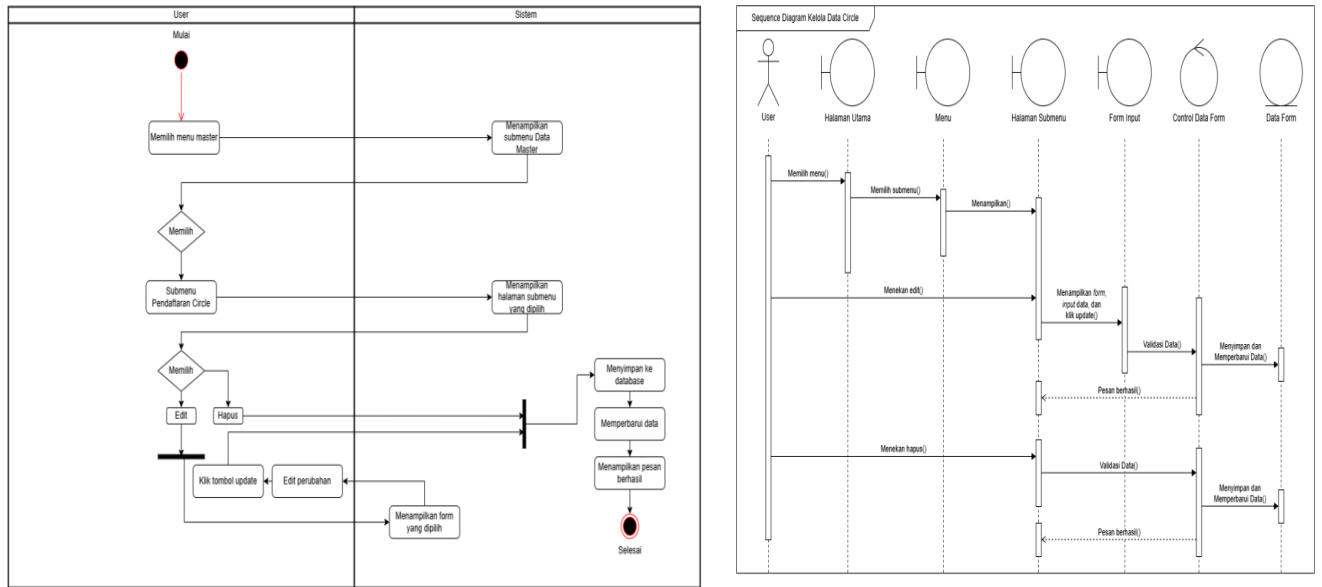 User
Sistem
Mulai
Memilih menu master
Menampilkan
submenu Data
Master
Memilih
Submenu
Pendaftaran Circle
Menampilkan
halaman submenu
yang dipilih
Memilih
Edit
Hapus
Klik tombol update
Edit perubahan
Menampilkan form
yang dipilih
Menyimpan ke
database
Memperbarui data
Menampilkan pesan
berhasil
Selesai
Sequence Diagram Kelola Data Circle
User
Halaman Utama
Menu
Halaman Submenu
Form Input
Control Data Form
Data Form
Memilih menu()
Memilih submenu()
Menampilkan()
Menekan edit()
Menampilkan form,
input data, dan
klik update()
Validasi Data()
Menyimpan dan
Memperbarui Data()
Pesan berhasil()
Menekan hapus()
Validasi Data()
Menyimpan dan
Memperbarui Data()
Pesan berhasil()